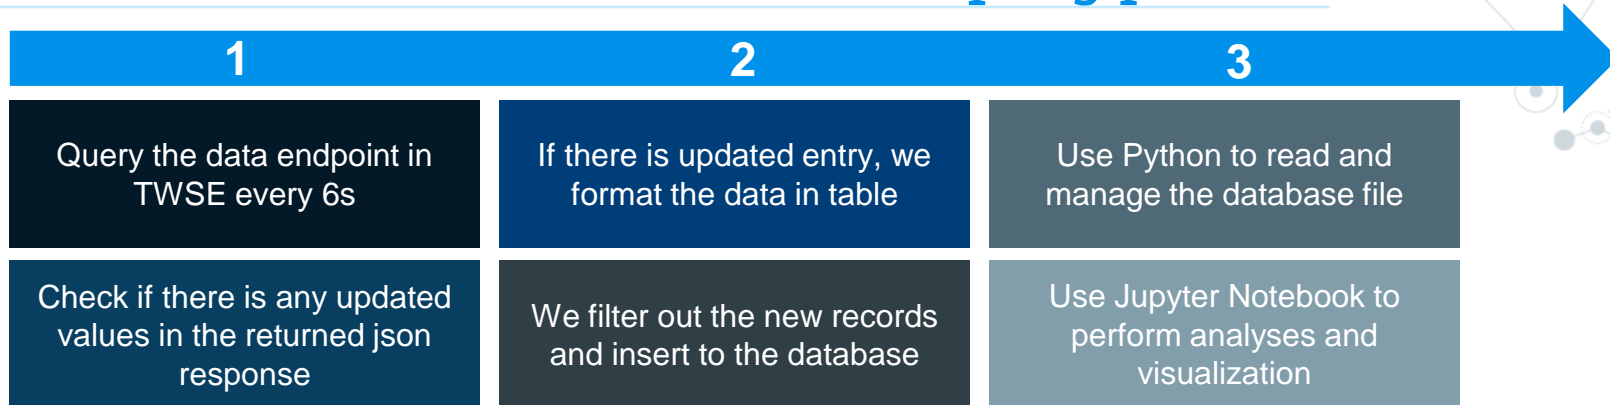 1
2
3
Query the data endpoint in
TWSE every 6s
If there is updated entry, we
format the data in table
Use Python to read and
manage the database file
Check if there is any updated
values in the returned json
response
We filter out the new records
and insert to the database
Use Jupyter Notebook to
perform analyses and
visualization